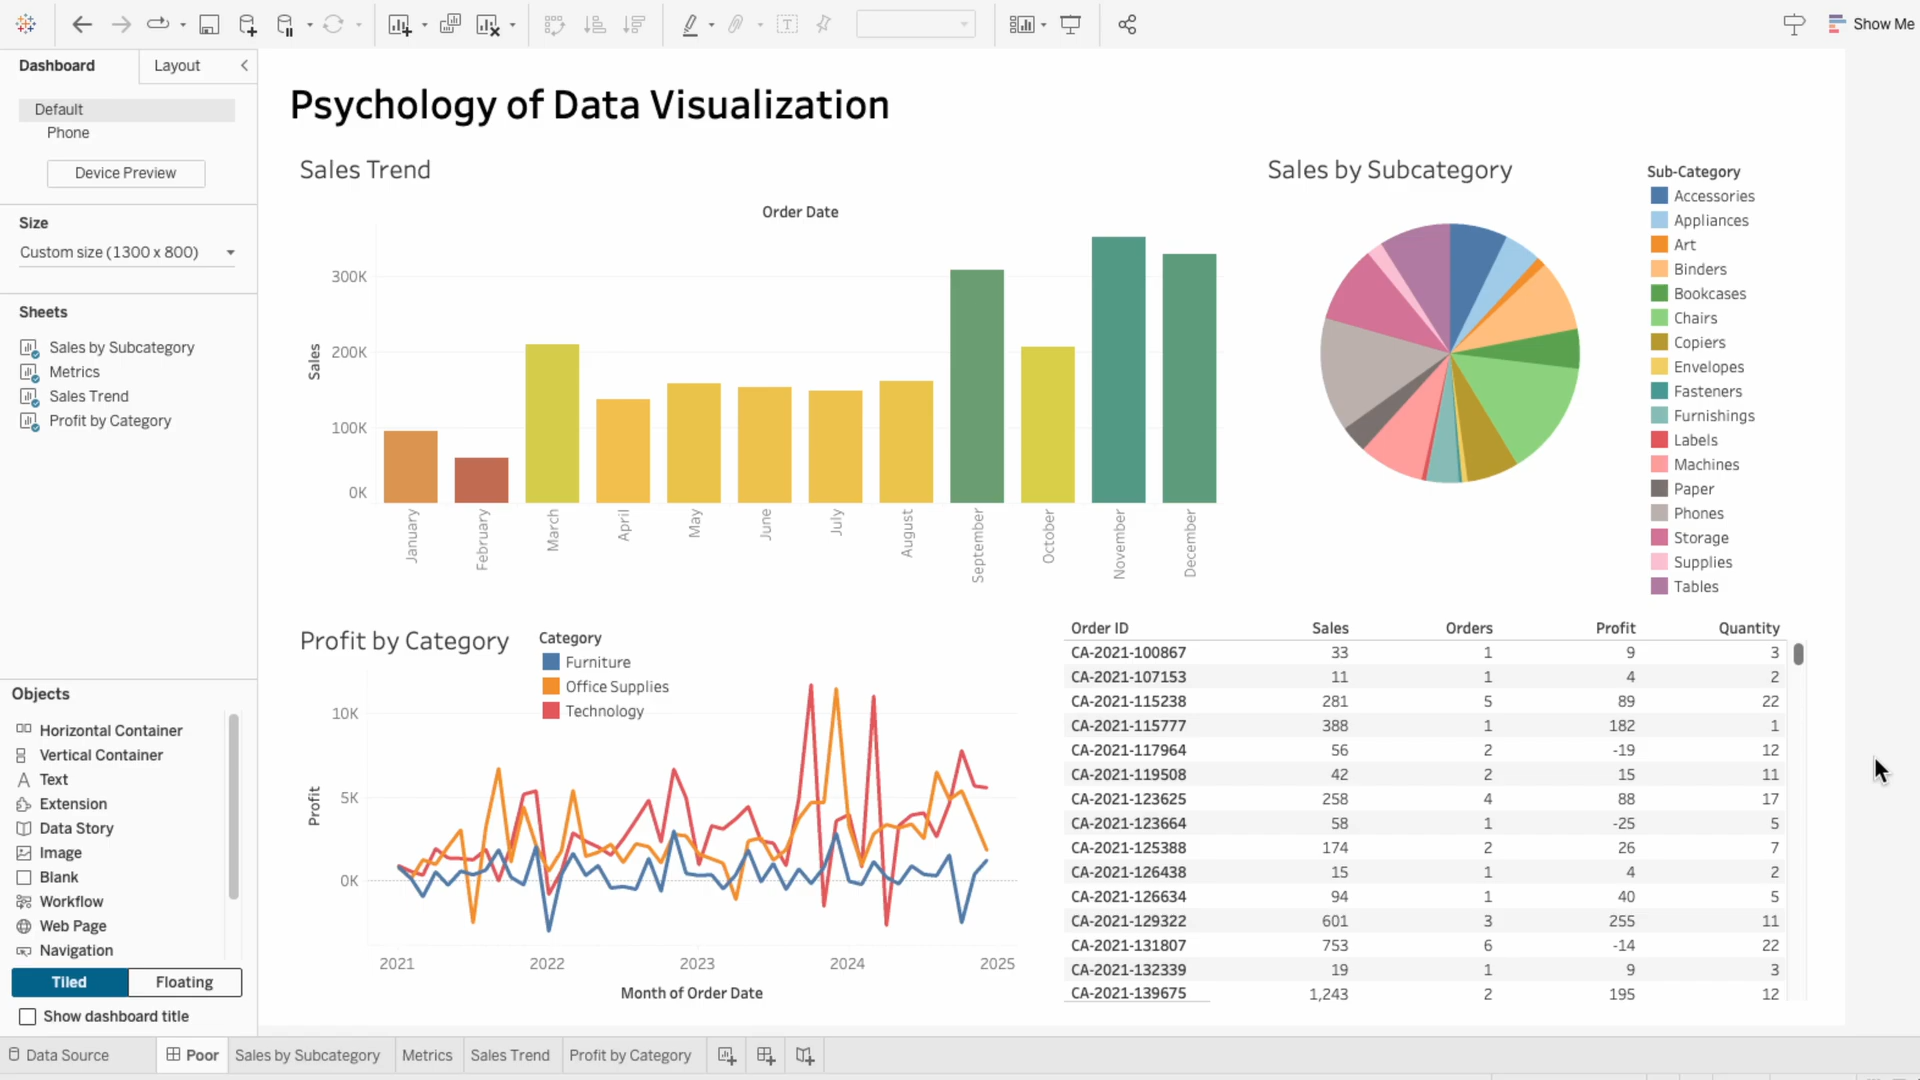 Show Me
Dashboard
Layout
Default
Phone
Device Preview
Size
Custom size (1300 x 800)
Sheets
Sales by Subcategory
Metrics
Sales Trend
Profit by Category
Objects
Horizontal Container
Vertical Container
Text
Extension
Data Story
Image
Blank
Workflow
Web Page
Navigation
Tiled
Floating
Show dashboard title
Psychology of Data Visualization
Sales Trend
Order Date
Sales
300K
200K
100K
0K
January
February
March
April
May
June
July
August
September
October
November
December
Sales by Subcategory
Sub-Category
Accessories
Appliances
Art
Binders
Bookcases
Chairs
Copiers
Envelopes
Fasteners
Furnishings
Labels
Machines
Paper
Phones
Storage
Supplies
Tables
Profit by Category
Category
Furniture
Office Supplies
Technology
Profit
10K
5K
0K
2021 2022 2023 2024 2025
Month of Order Date
Order ID Sales Orders Profit Quantity
CA-2021-100867 33 1 9 3
CA-2021-107153 11 1 4 2
CA-2021-115238 281 5 89 22
CA-2021-115777 388 1 182 1
CA-2021-117964 56 2 -19 12
CA-2021-119508 42 2 15 11
CA-2021-123625 258 4 88 17
CA-2021-123664 58 1 -25 5
CA-2021-125388 174 2 26 7
CA-2021-126438 15 1 4 2
CA-2021-126634 94 1 40 5
CA-2021-129322 601 3 255 11
CA-2021-131807 753 6 -14 22
CA-2021-132339 19 1 9 3
CA-2021-139675 1,243 2 195 12
Data Source
Poor
Sales by Subcategory
Metrics
Sales Trend
Profit by Category